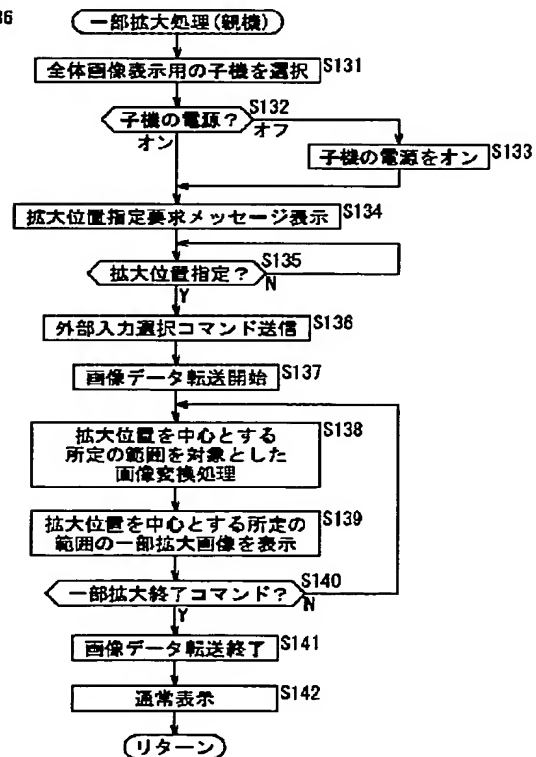 36
一部拡大処理(親機)
全体画像表示用の子機を選択 S131
子機の電源? S132
オン オフ
子機の電源をオン S133
拡大位置指定要求メッセージ表示 S134
拡大位置指定? S135
Y N
外部入力選択コマンド送信 S136
画像データ転送開始 S137
拡大位置を中心とする S138
所定の範囲を対象とした
画像変換処理
拡大位置を中心とする所定の S139
範囲の一部拡大画像を表示
一部拡大終了コマンド? S140
Y N
画像データ転送終了 S141
通常表示 S142
リターン